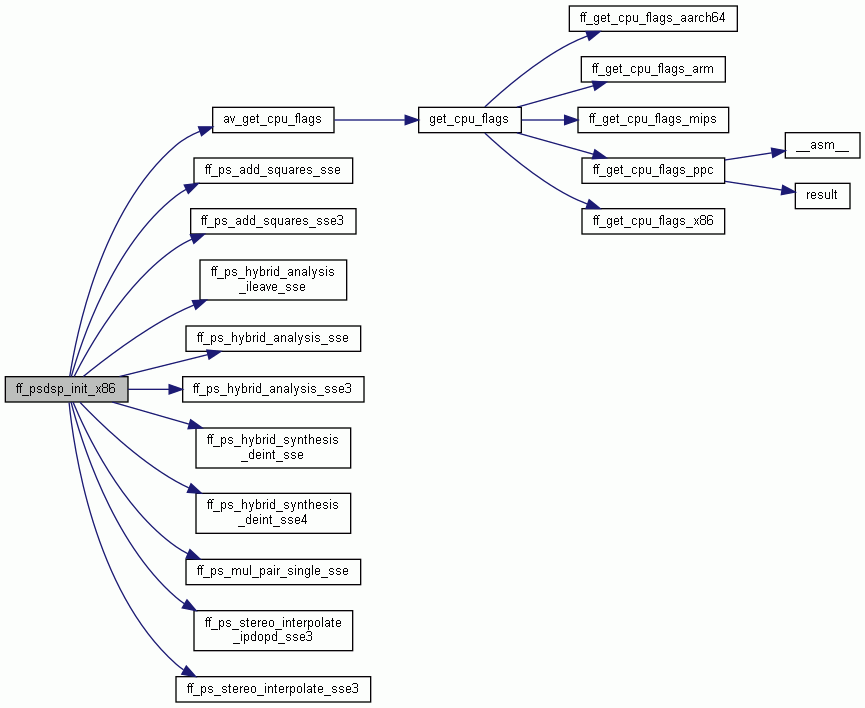 ff_get_cpu_flags_aarch64
ff_get_cpu_flags_arm
av_get_cpu_flags
get_cpu_flags
ff_get_cpu_flags_mips
__asm__
ff_ps_add_squares_sse
ff_get_cpu_flags_ppc
result
ff_ps_add_squares_sse3
ff_get_cpu_flags_x86
ff_ps_hybrid_analysis
_ileave_sse
ff_ps_hybrid_analysis_sse
ff_psdsp_init_x86
ff_ps_hybrid_analysis_sse3
ff_ps_hybrid_synthesis
_deint_sse
ff_ps_hybrid_synthesis
_deint_sse4
ff_ps_mul_pair_single_sse
ff_ps_stereo_interpolate
_ipdopd_sse3
ff_ps_stereo_interpolate_sse3